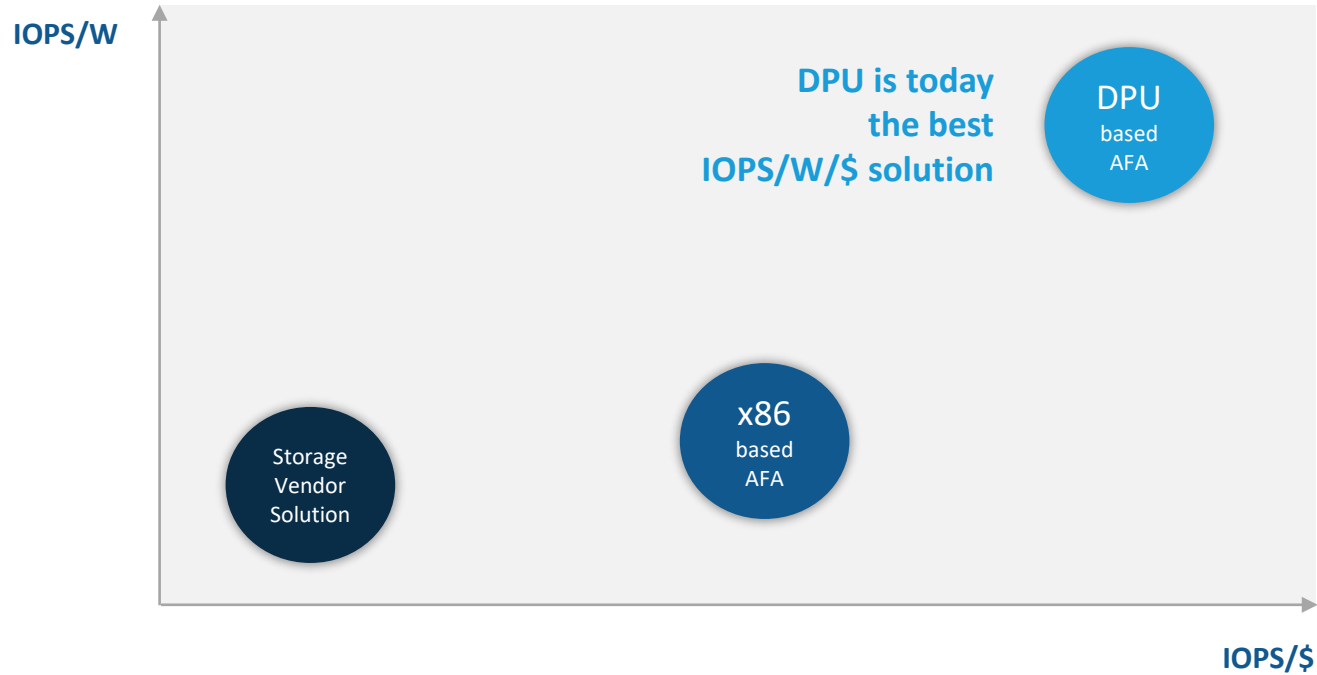 IOPS/W
DPU is today
the best
IOPS/W/$ solution
DPU
based
AFA
x86
based
AFA
Storage
Vendor
Solution
IOPS/$